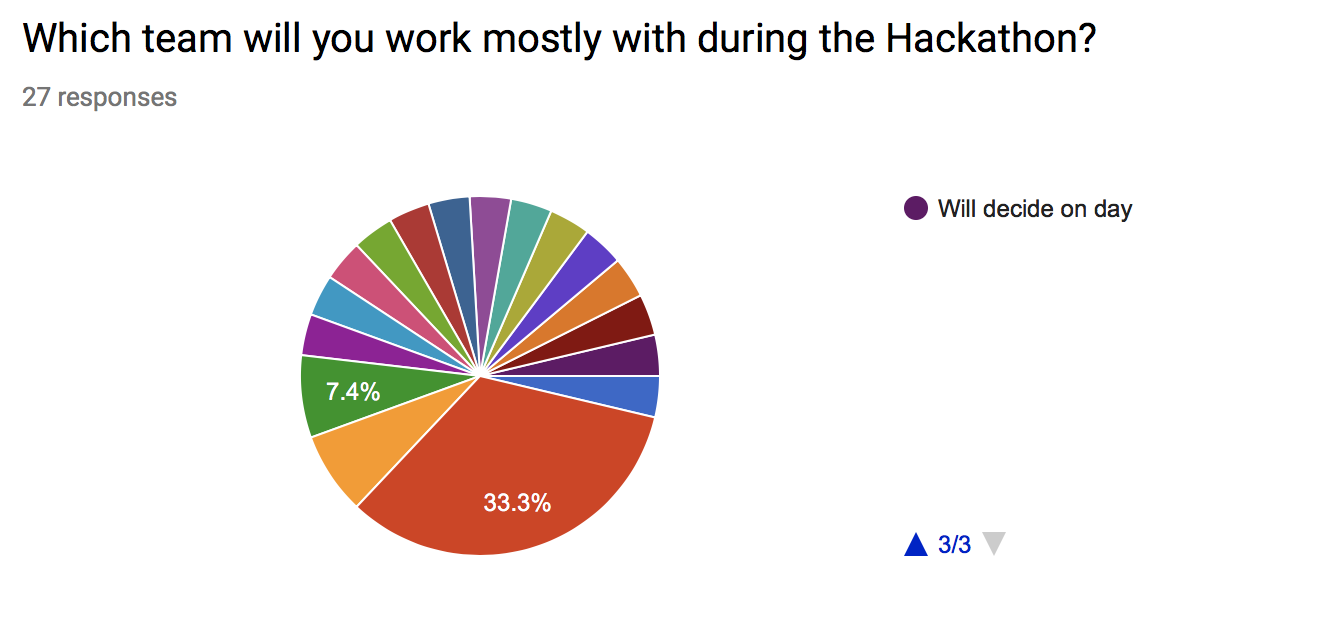 Which team will you work mostly with during the Hackathon?
27 responses
Will decide on day
7.4%
33.3%
3/3